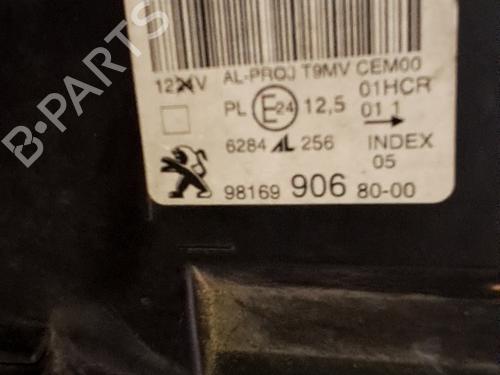 12V AL-PROJ T9MV CEM00
01HCR
PL E24 12,5 01 1
6284 AL 256 INDEX
05
98169 906 80-00
B-PARTS